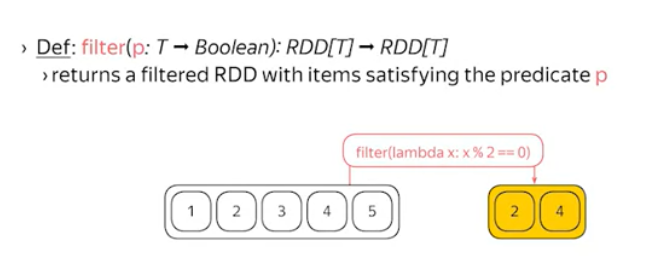 › Def: filter(p: T → Boolean): RDD[T] → RDD[T]
› returns a filtered RDD with items satisfying the predicate p
filter(lambda x: x % 2 == 0)
1 2 3 4 5 2 4